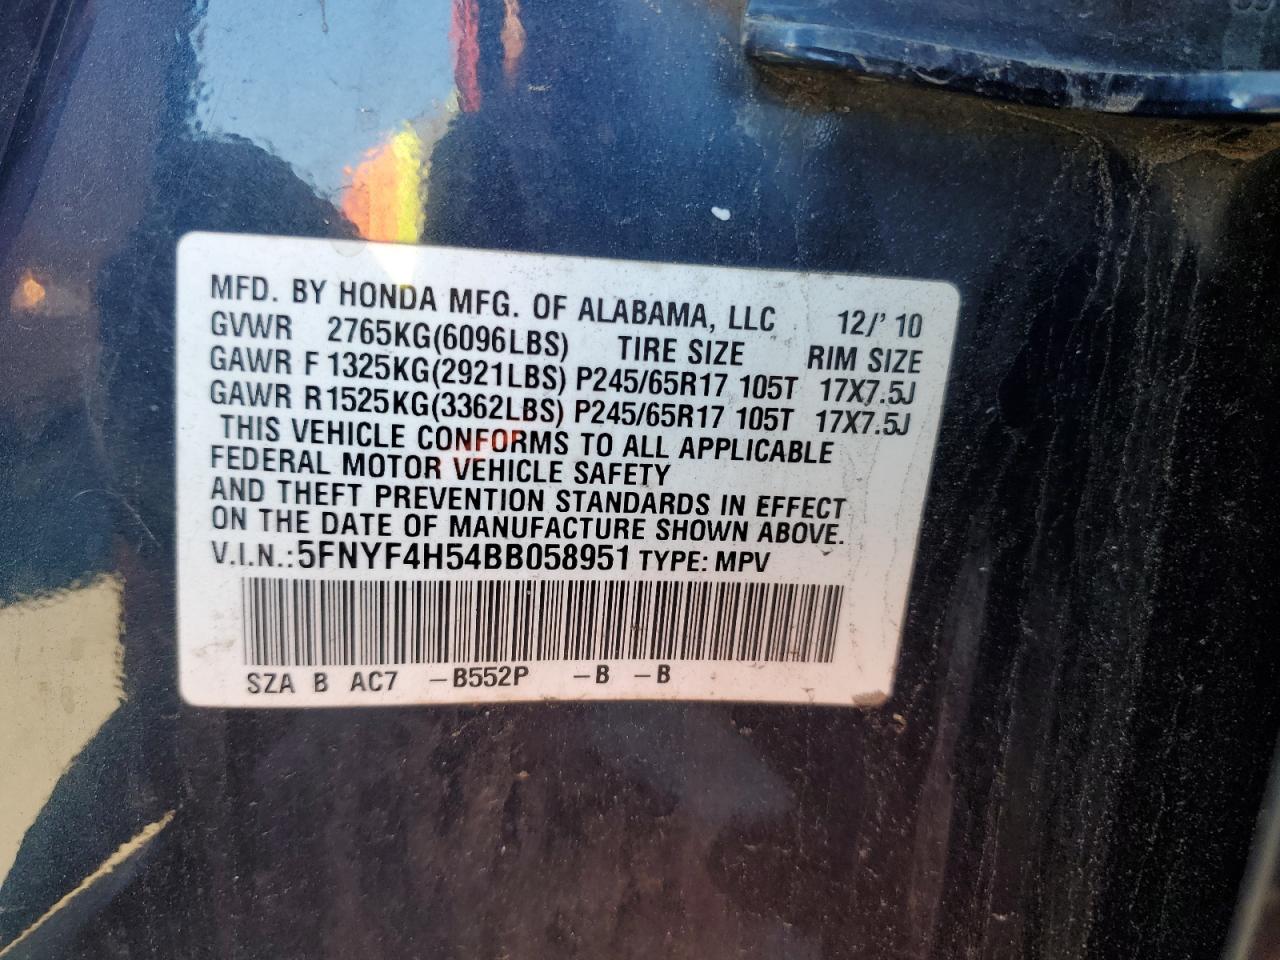 MFD. BY HONDA MFG. OF ALABAMA, LLC 12/' 10
GVWR 2765KG(6096LBS) TIRE SIZE RIM SIZE
GAWR F 1325KG(2921LBS) P245/65R17 105T 17X7.5J
GAWR R1525KG(3362LBS) P245/65R17 105T 17X7.5J
THIS VEHICLE CONFORMS TO ALL APPLICABLE
FEDERAL MOTOR VEHICLE SAFETY
AND THEFT PREVENTION STANDARDS IN EFFECT
ON THE DATE OF MANUFACTURE SHOWN ABOVE.
V.I.N.: 5FNYF4H54BB058951 TYPE: MPV
SZA B AC7 –B552P –B –B